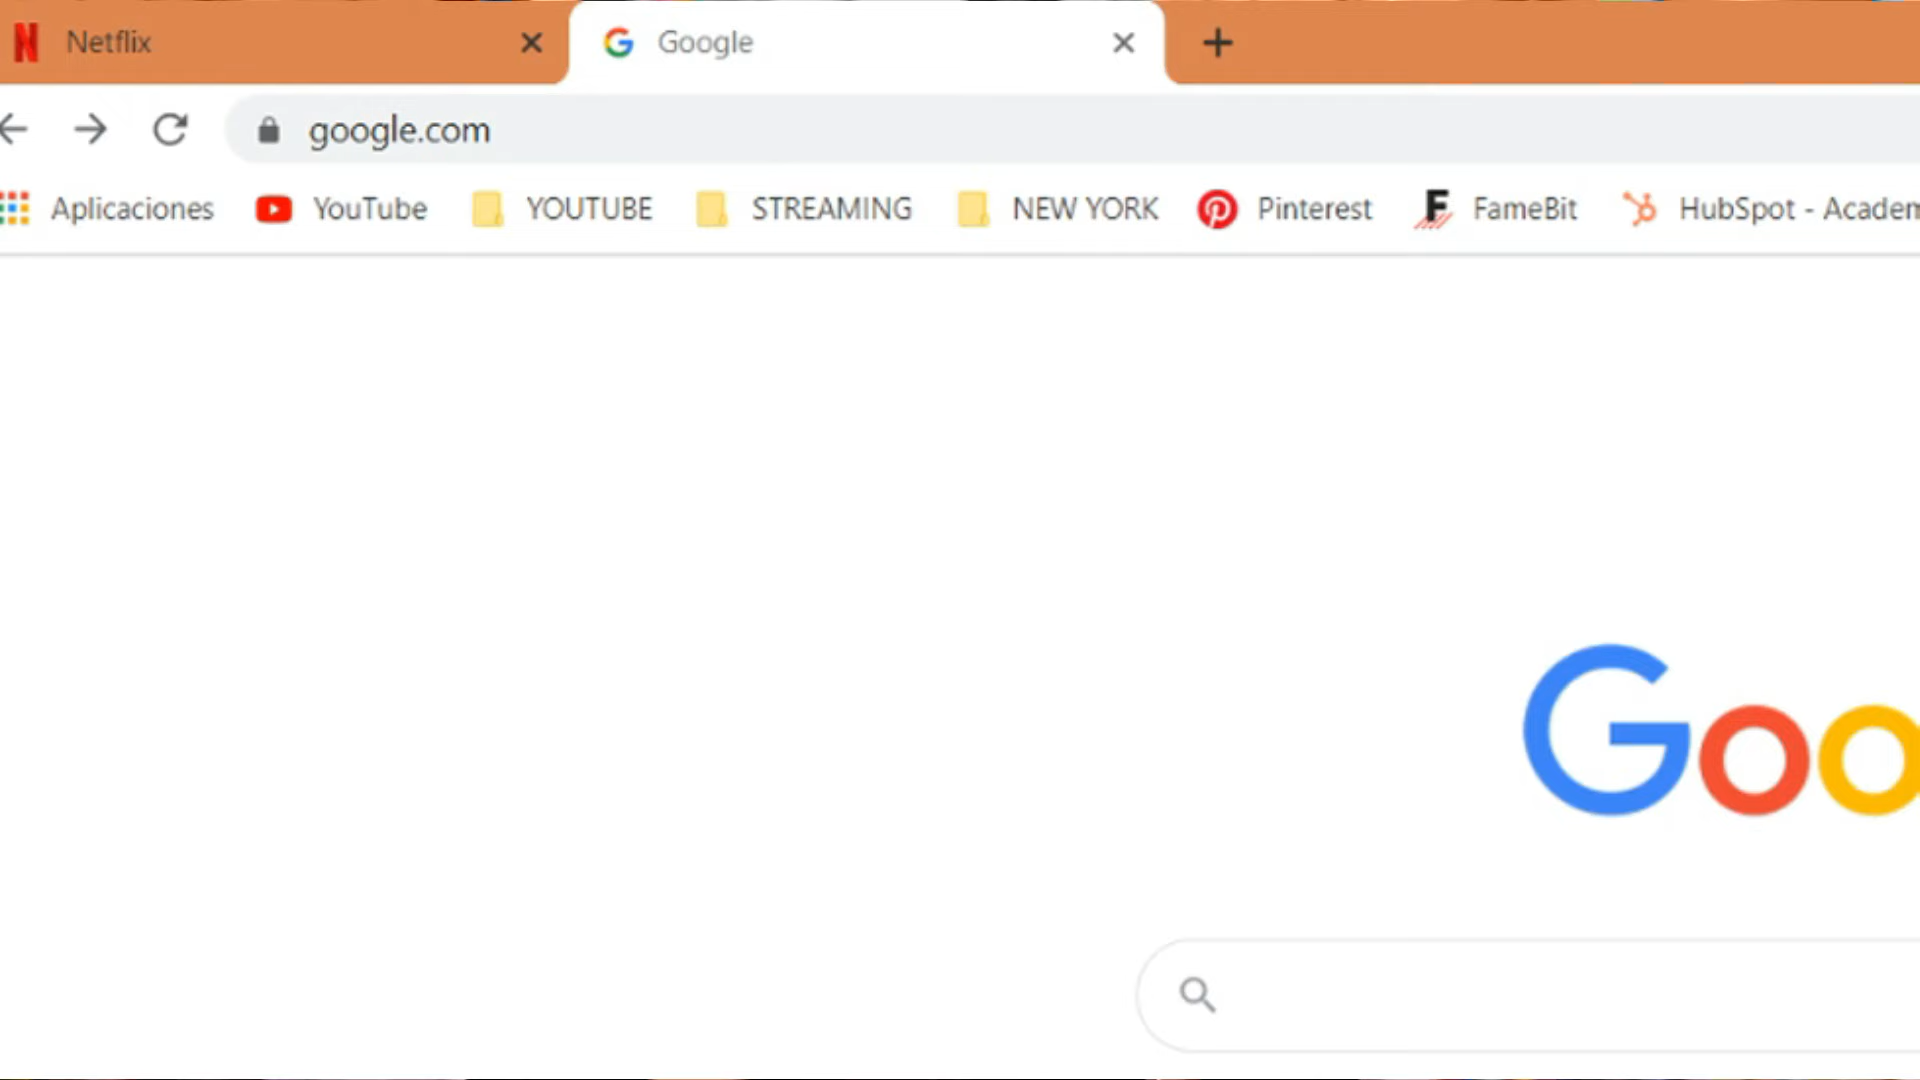 Netflix
Google
google.com
Aplicaciones YouTube YOUTUBE STREAMING NEW YORK Pinterest FameBit HubSpot - Academ
Goo